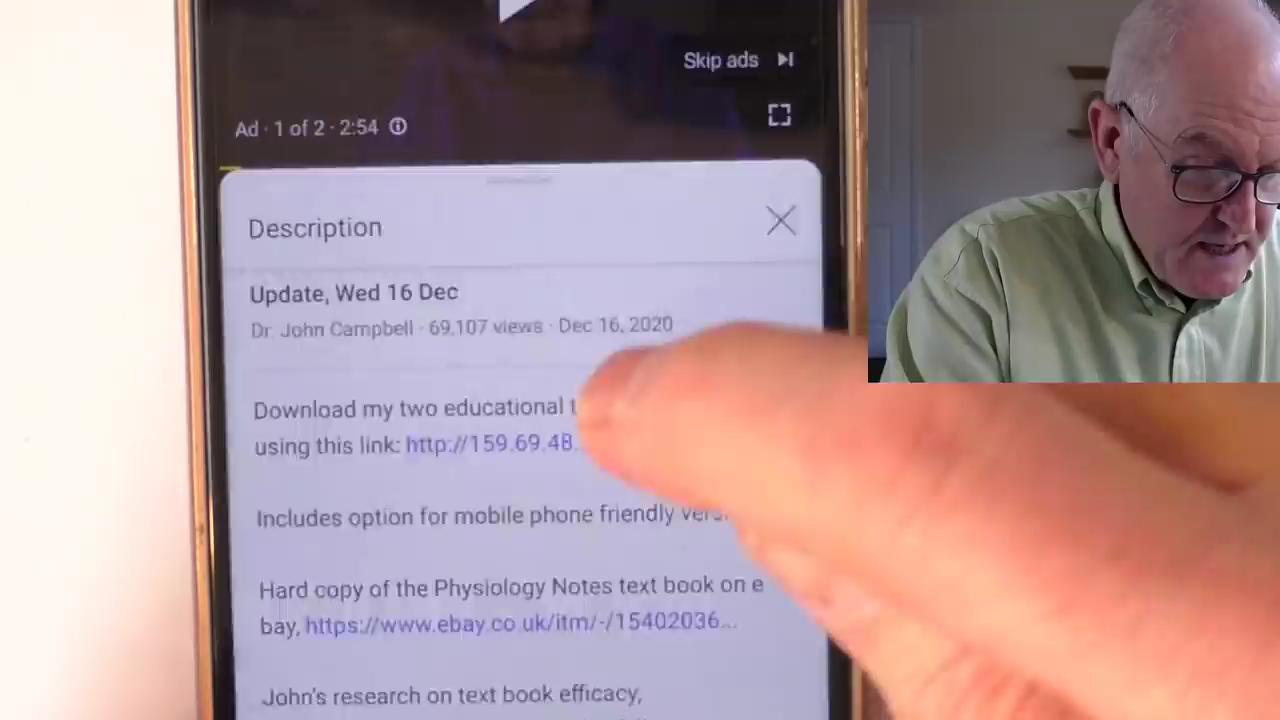 Skip ads
Ad · 1 of 2 · 2:54
Description
Update, Wed 16 Dec
Dr. John Campbell · 69,107 views · Dec 16, 2020
Download my two educational
using this link: http://159.69.48.
Includes option for mobile phone friendly
Hard copy of the Physiology Notes text book on e
bay, https://www.ebay.co.uk/itm/-/15402036...
John's research on text book efficacy,